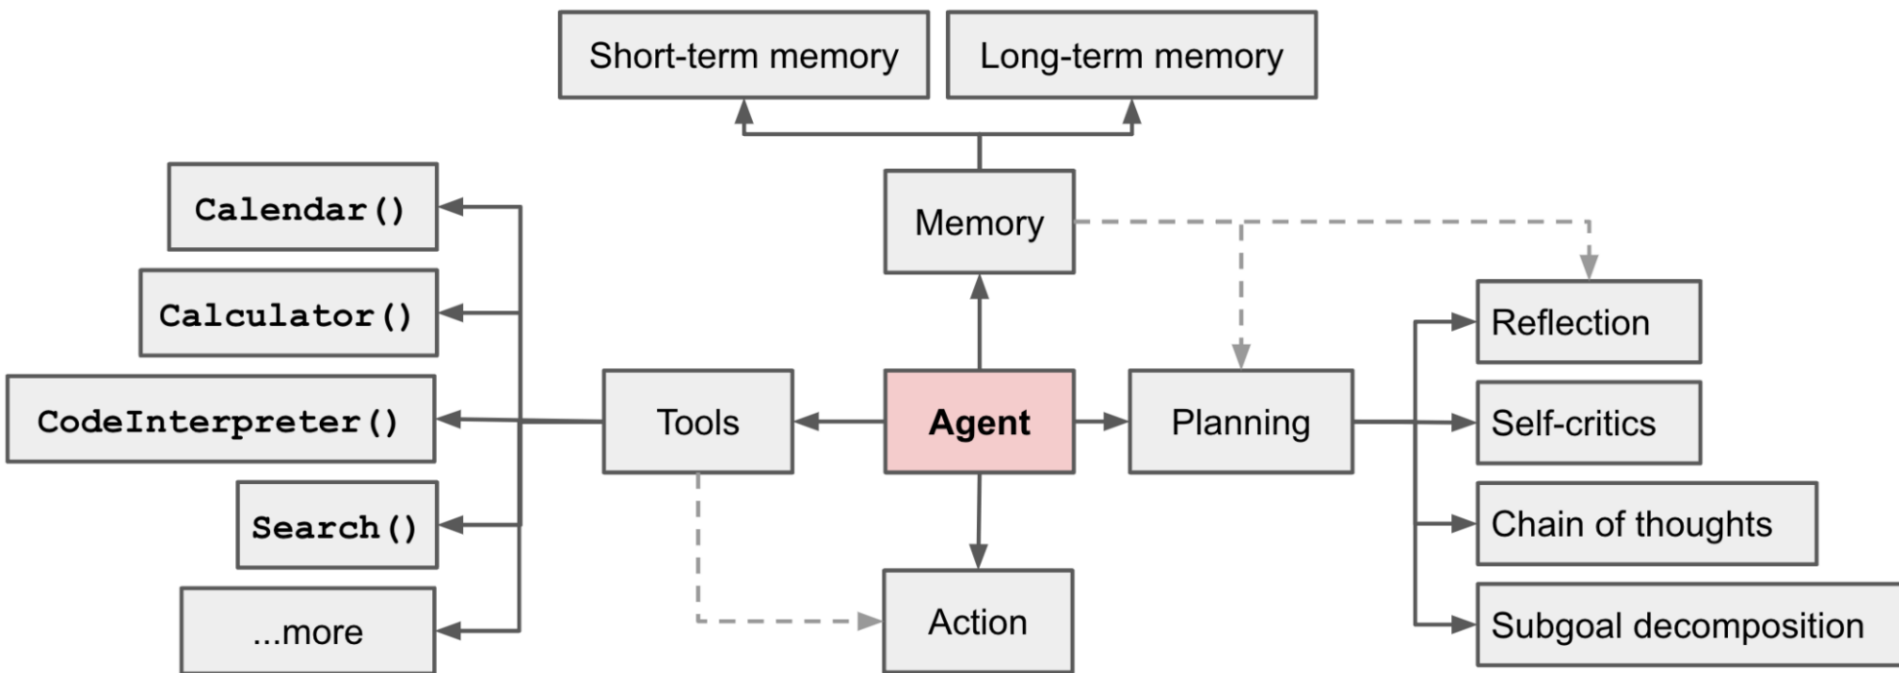 Short-term memory
Long-term memory
Calendar()
Memory
Calculator()
Reflection
CodeInterpreter()
Tools
Agent
Planning
Self-critics
Search()
Chain of thoughts
...more
Action
Subgoal decomposition